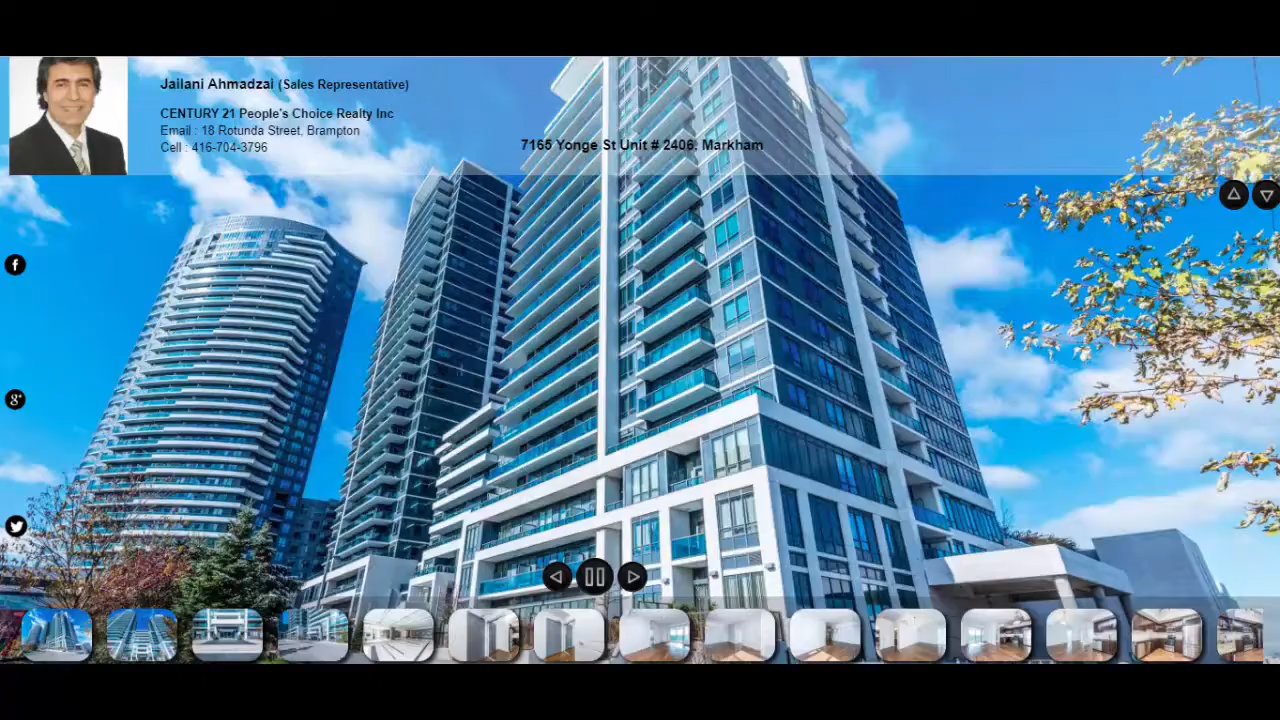 Jailani Ahmadzai (Sales Representative)
CENTURY 21 People's Choice Realty Inc
Email : 18 Rotunda Street, Brampton
Cell : 416-704-3796
7165 Yonge St Unit # 2406, Markham
f
g+